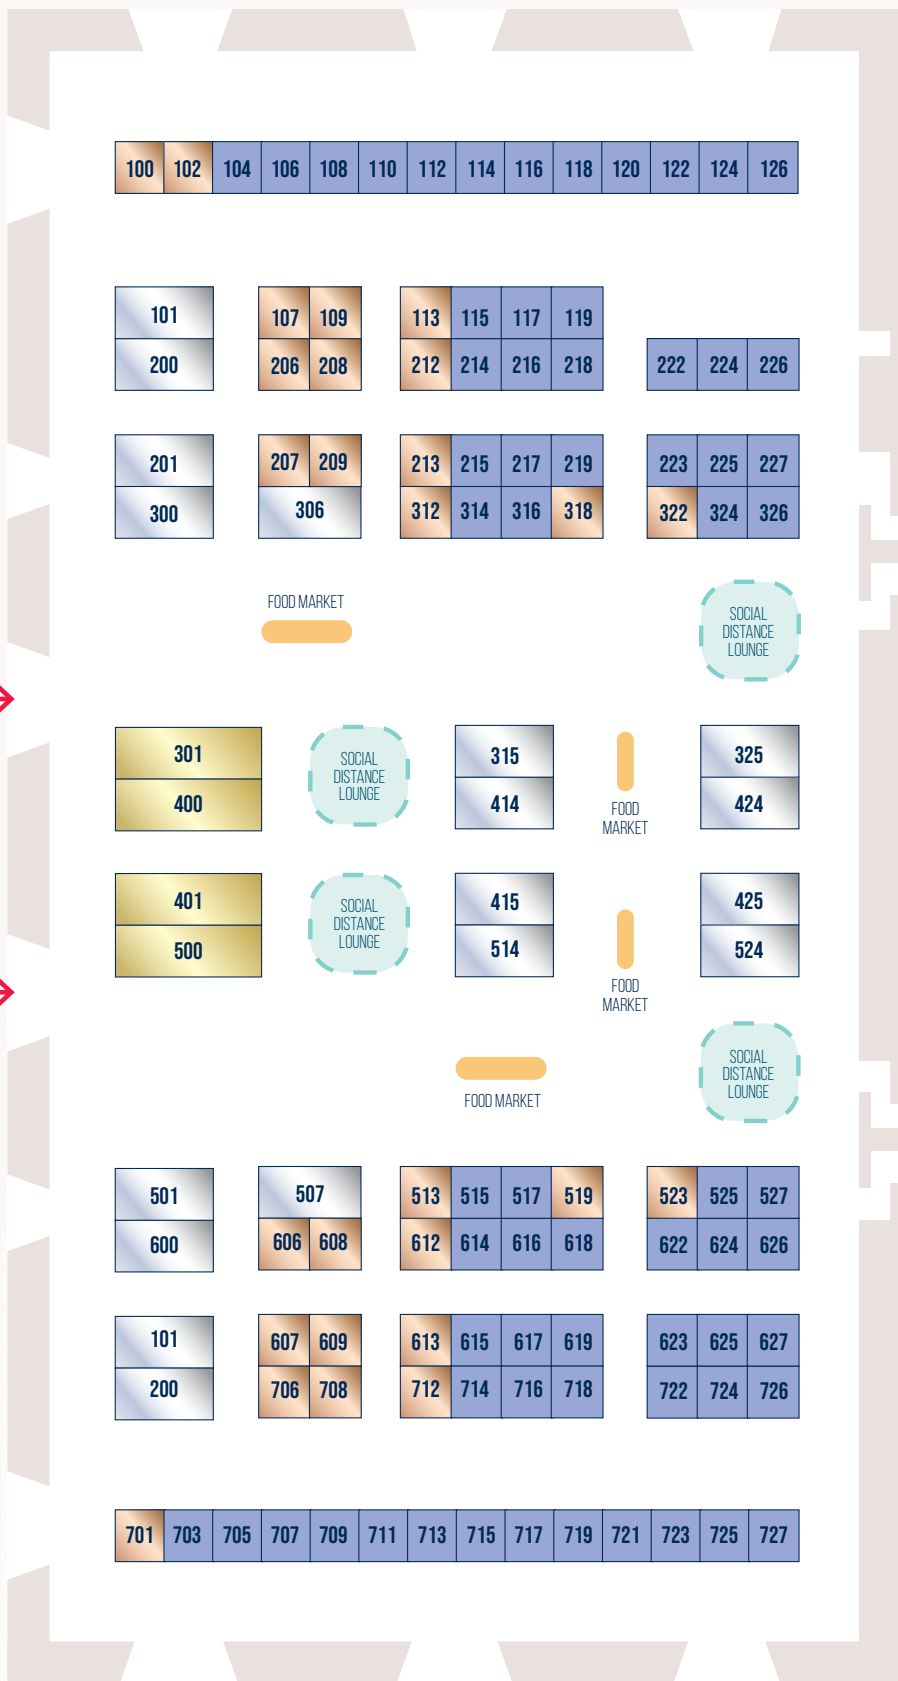 100 102 104 106 108 110 112 114 116 118 120 122 124 126
101 107 109 113 115 117 119
200 206 208 212 214 216 218 222 224 226
201 207 209 213 215 217 219 223 225 227
300 306 312 314 316 318 322 324 326
FOOD MARKET
SOCIAL
DISTANCE
LOUNGE
301 315 325
SOCIAL
DISTANCE
LOUNGE
400 414 424
FOOD
MARKET
401 415 425
SOCIAL
DISTANCE
LOUNGE
500 514 524
FOOD
MARKET
SOCIAL
DISTANCE
LOUNGE
FOOD MARKET
501 507 513 515 517 519 523 525 527
600 606 608 612 614 616 618 622 624 626
101 607 609 613 615 617 619 623 625 627
200 706 708 712 714 716 718 722 724 726
701 703 705 707 709 711 713 715 717 719 721 723 725 727